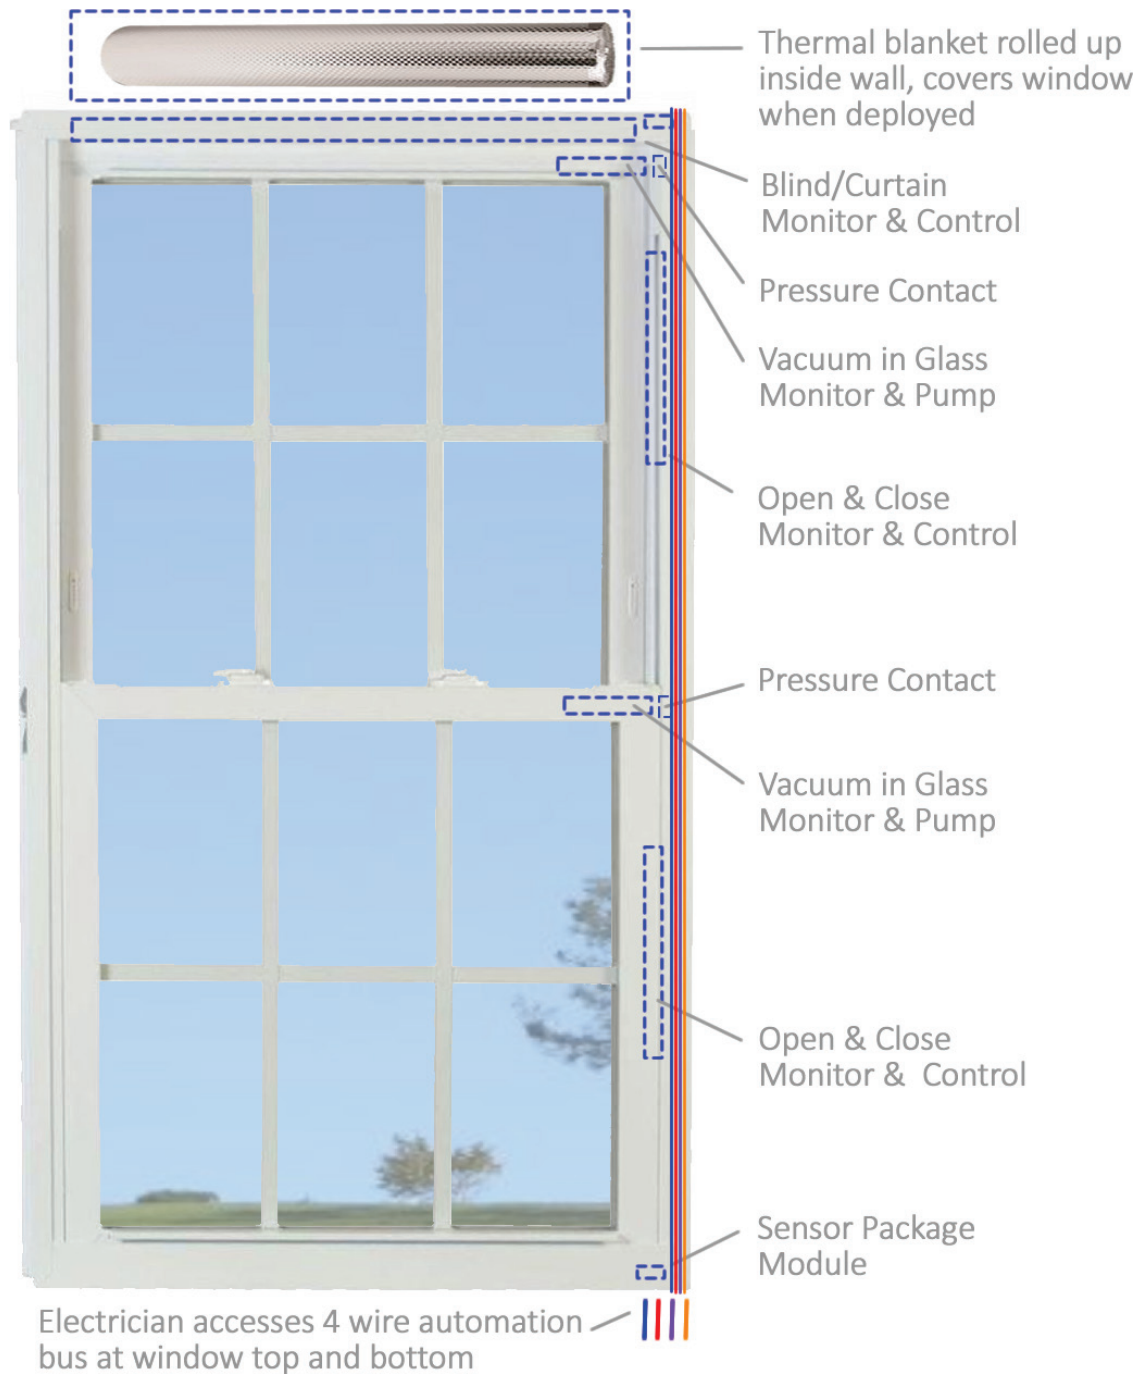 Thermal blanket rolled up
inside wall, covers window
when deployed
Blind/Curtain
Monitor & Control
Pressure Contact
Vacuum in Glass
Monitor & Pump
Open & Close
Monitor & Control
Pressure Contact
Vacuum in Glass
Monitor & Pump
Open & Close
Monitor &  Control
Sensor Package
Module
Electrician accesses 4 wire automation
bus at window top and bottom